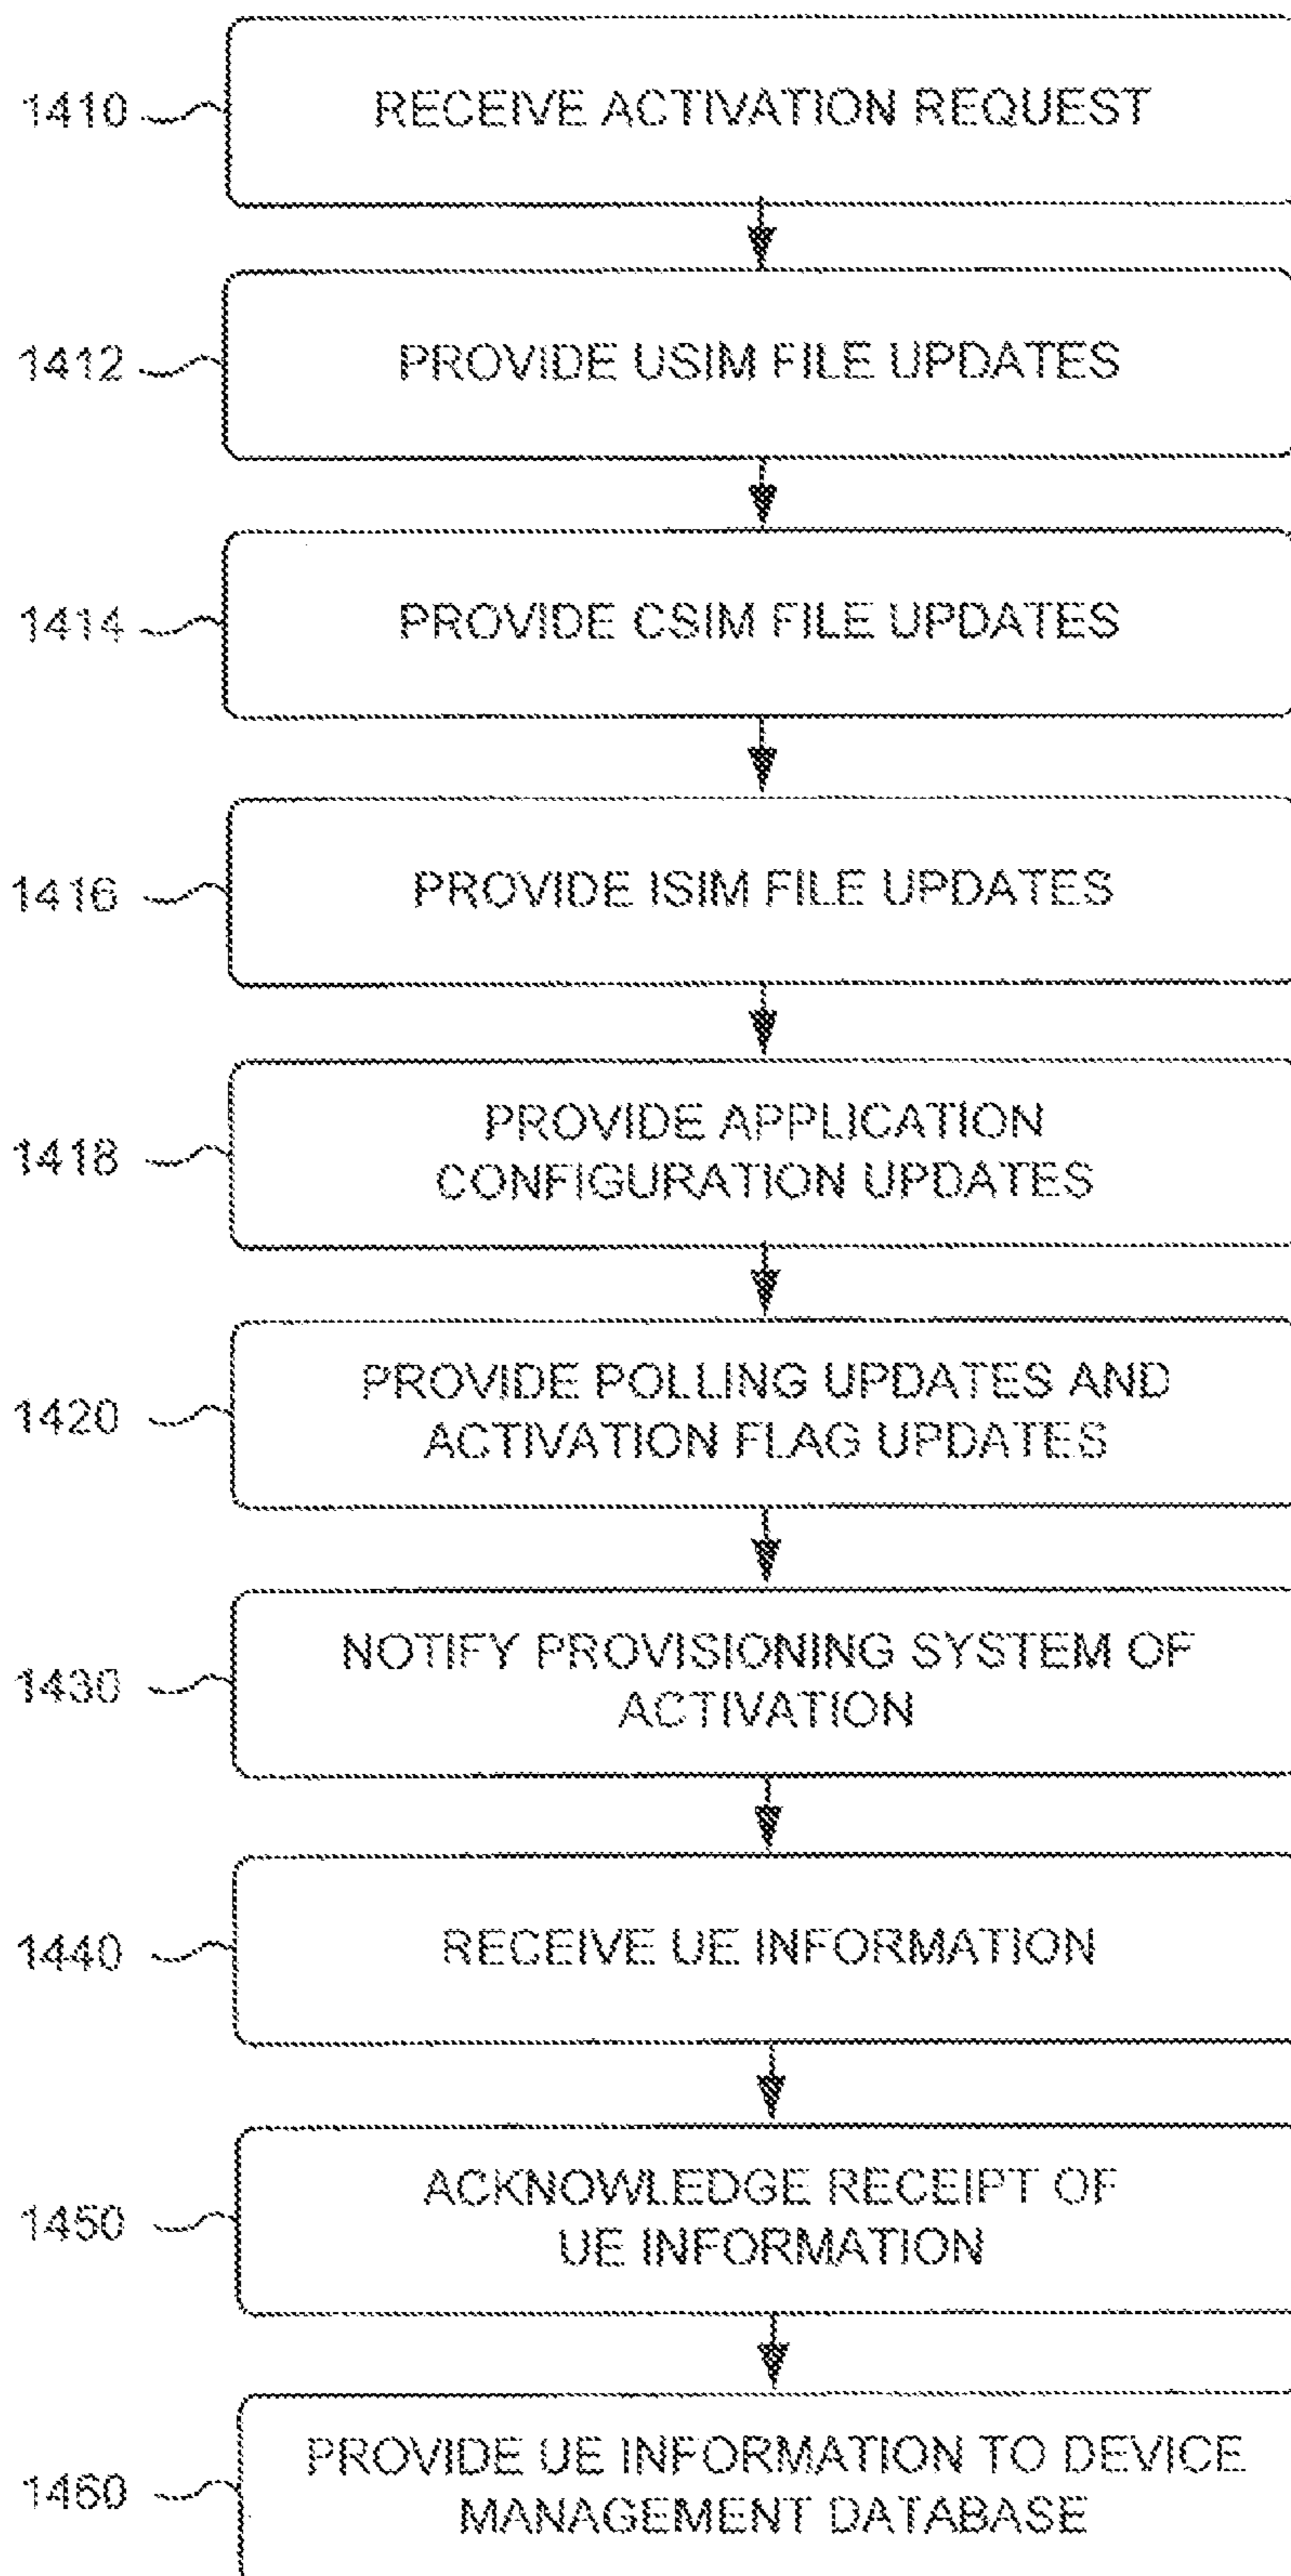 1410 RECEIVE ACTIVATION REQUEST
1412 PROVIDE USIM FILE UPDATES
1414 PROVIDE CSIM FILE UPDATES
1416 PROVIDE ISIM FILE UPDATES
1418 PROVIDE APPLICATION
CONFIGURATION UPDATES
1420 PROVIDE POLLING UPDATES AND
ACTIVATION FLAG UPDATES
1430 NOTIFY PROVISIONING SYSTEM OF
ACTIVATION
1440 RECEIVE UE INFORMATION
1450 ACKNOWLEDGE RECEIPT OF
UE INFORMATION
1460 PROVIDE UE INFORMATION TO DEVICE
MANAGEMENT DATABASE